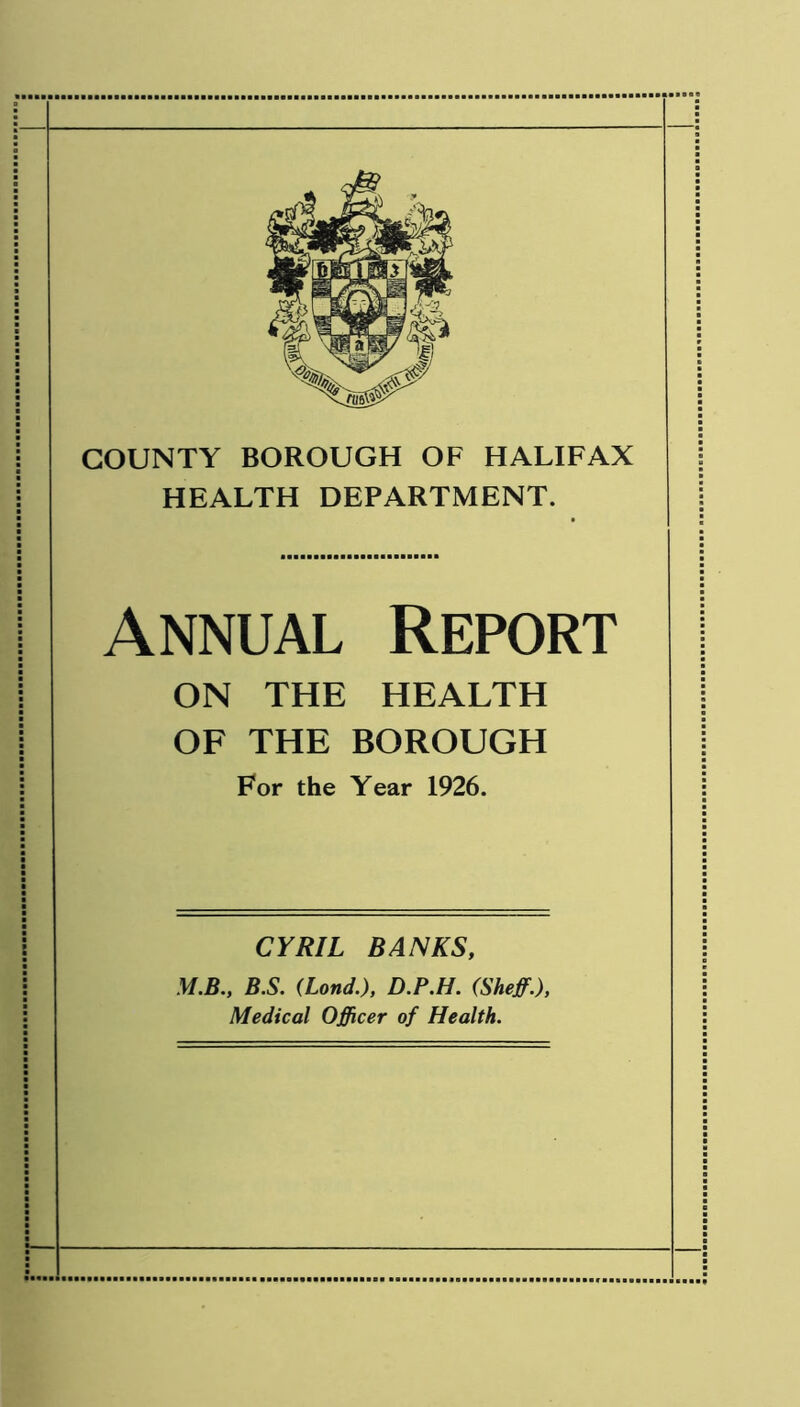 COUNTY BOROUGH OF HALIFAX
HEALTH DEPARTMENT.
ANNUAL REPORT
ON THE HEALTH
OF THE BOROUGH
For the Year 1926.
CYRIL BANKS,
M.B., B.S. (Lond.), D.P.H. (Sheff.),
Medical Officer of Health.